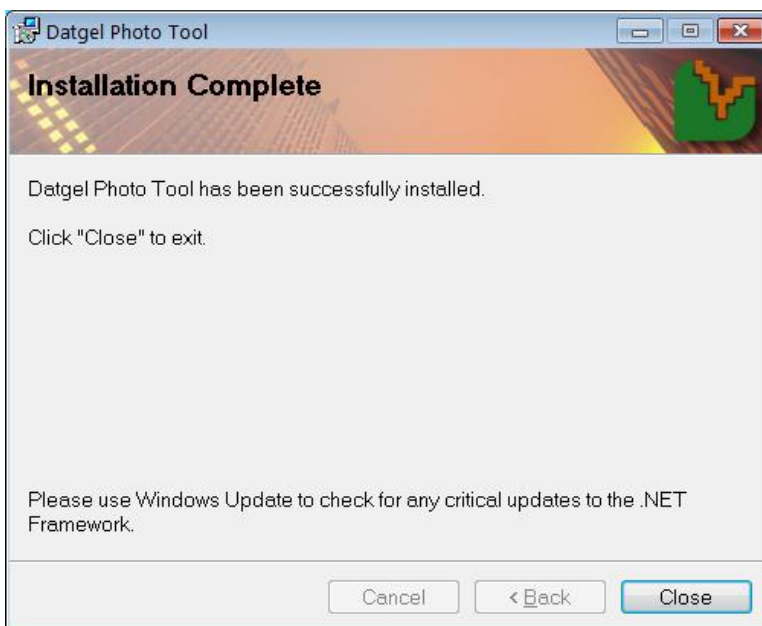 Datgel Photo Tool
Installation Complete
Datgel Photo Tool has been successfully installed.
Click "Close" to exit.
Please use Windows Update to check for any critical updates to the .NET
Framework.
Cancel
< Back
Close